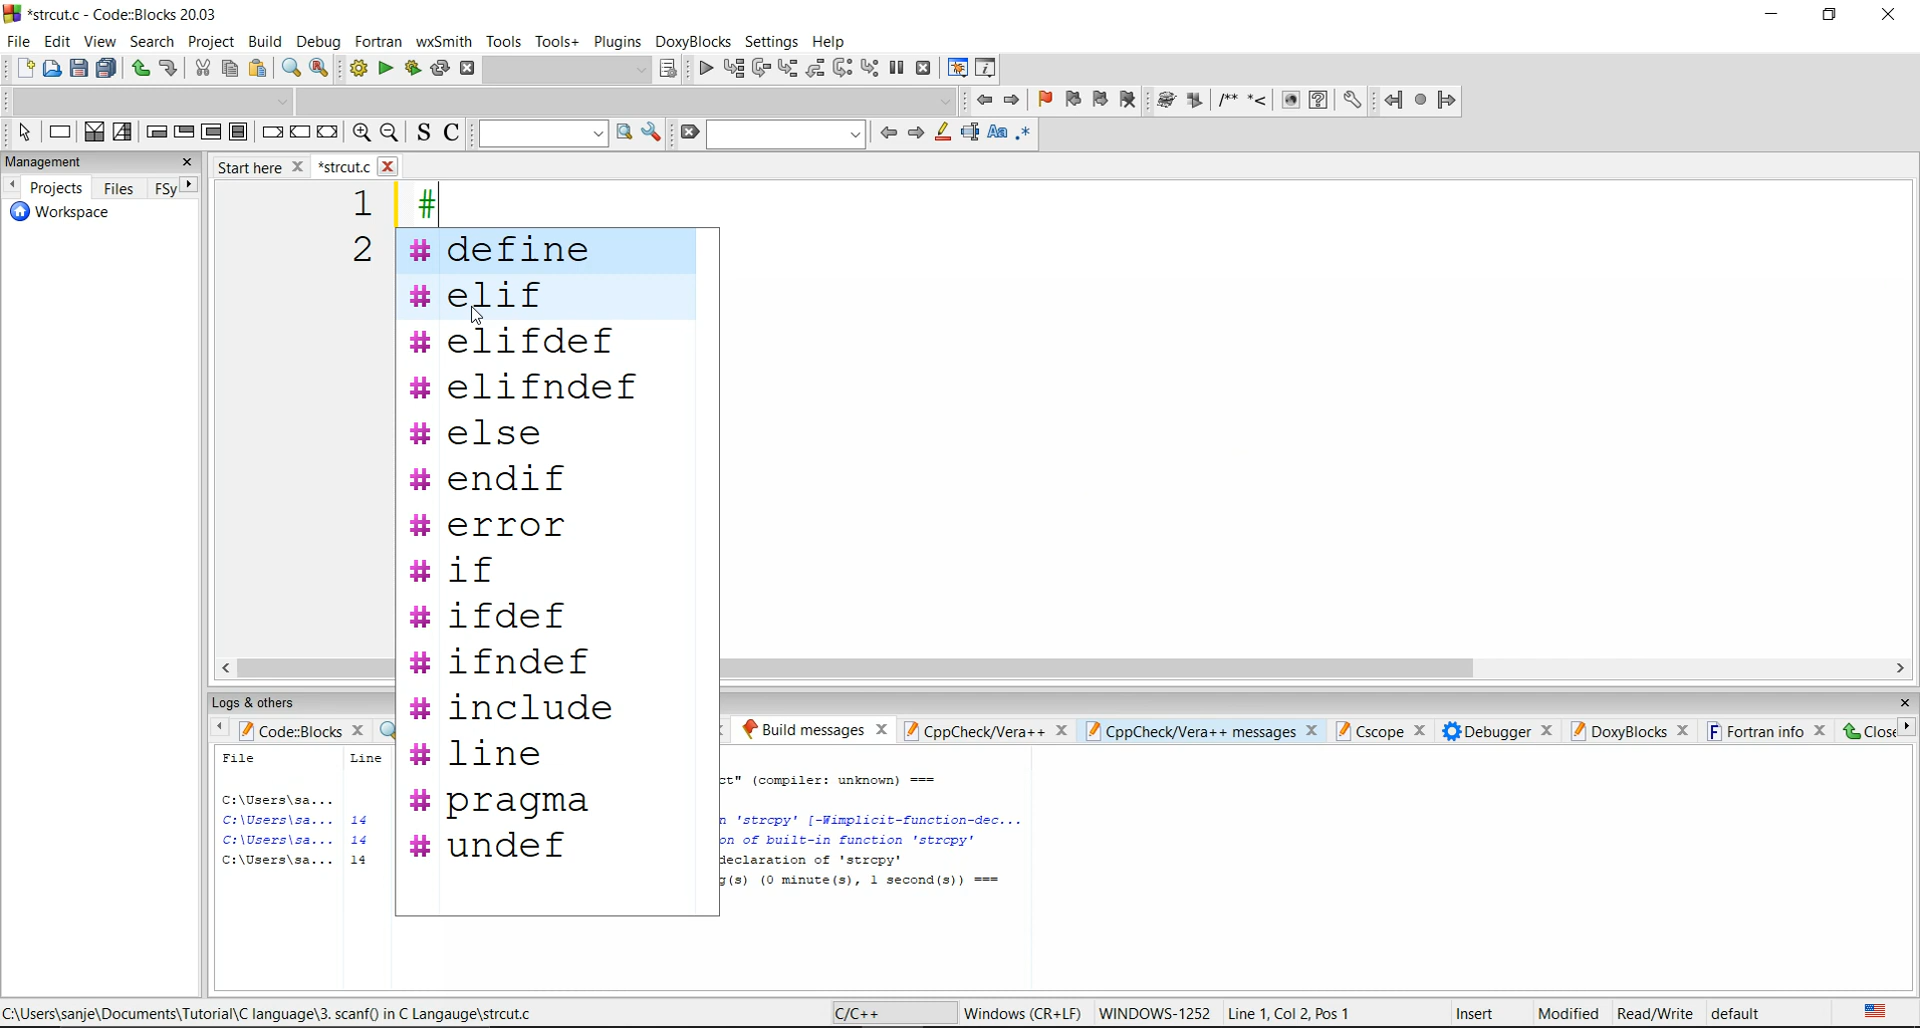 *strcut.c - Code::Blocks 20.03
File Edit View Search Project Build Debug Fortran wxSmith Tools Tools+ Plugins DoxyBlocks Settings Help
/** *<
S C Aa .*
Management
Projects Files FSy
Workspace
Start here *strcut.c
1 #
2
# define
# elif
# elifdef
# elifndef
# else
# endif
# error
# if
# ifdef
# ifndef
# include
# line
# pragma
# undef
Logs & others
Code::Blocks Build messages CppCheck/Vera++ CppCheck/Vera++ messages Cscope Debugger DoxyBlocks Fortran info Close
File Line
ct" (compiler: unknown) ===
C:\Users\sa...
C:\Users\sa... 14 n 'strcpy' [-Wimplicit-function-dec...
C:\Users\sa... 14 on of built-in function 'strcpy'
C:\Users\sa... 14 declaration of 'strcpy'
g(s) (0 minute(s), 1 second(s)) ===
C:\Users\sanje\Documents\Tutorial\C language\3. scanf() in C Langauge\strcut.c C/C++ Windows (CR+LF) WINDOWS-1252 Line 1, Col 2, Pos 1 Insert Modified Read/Write default